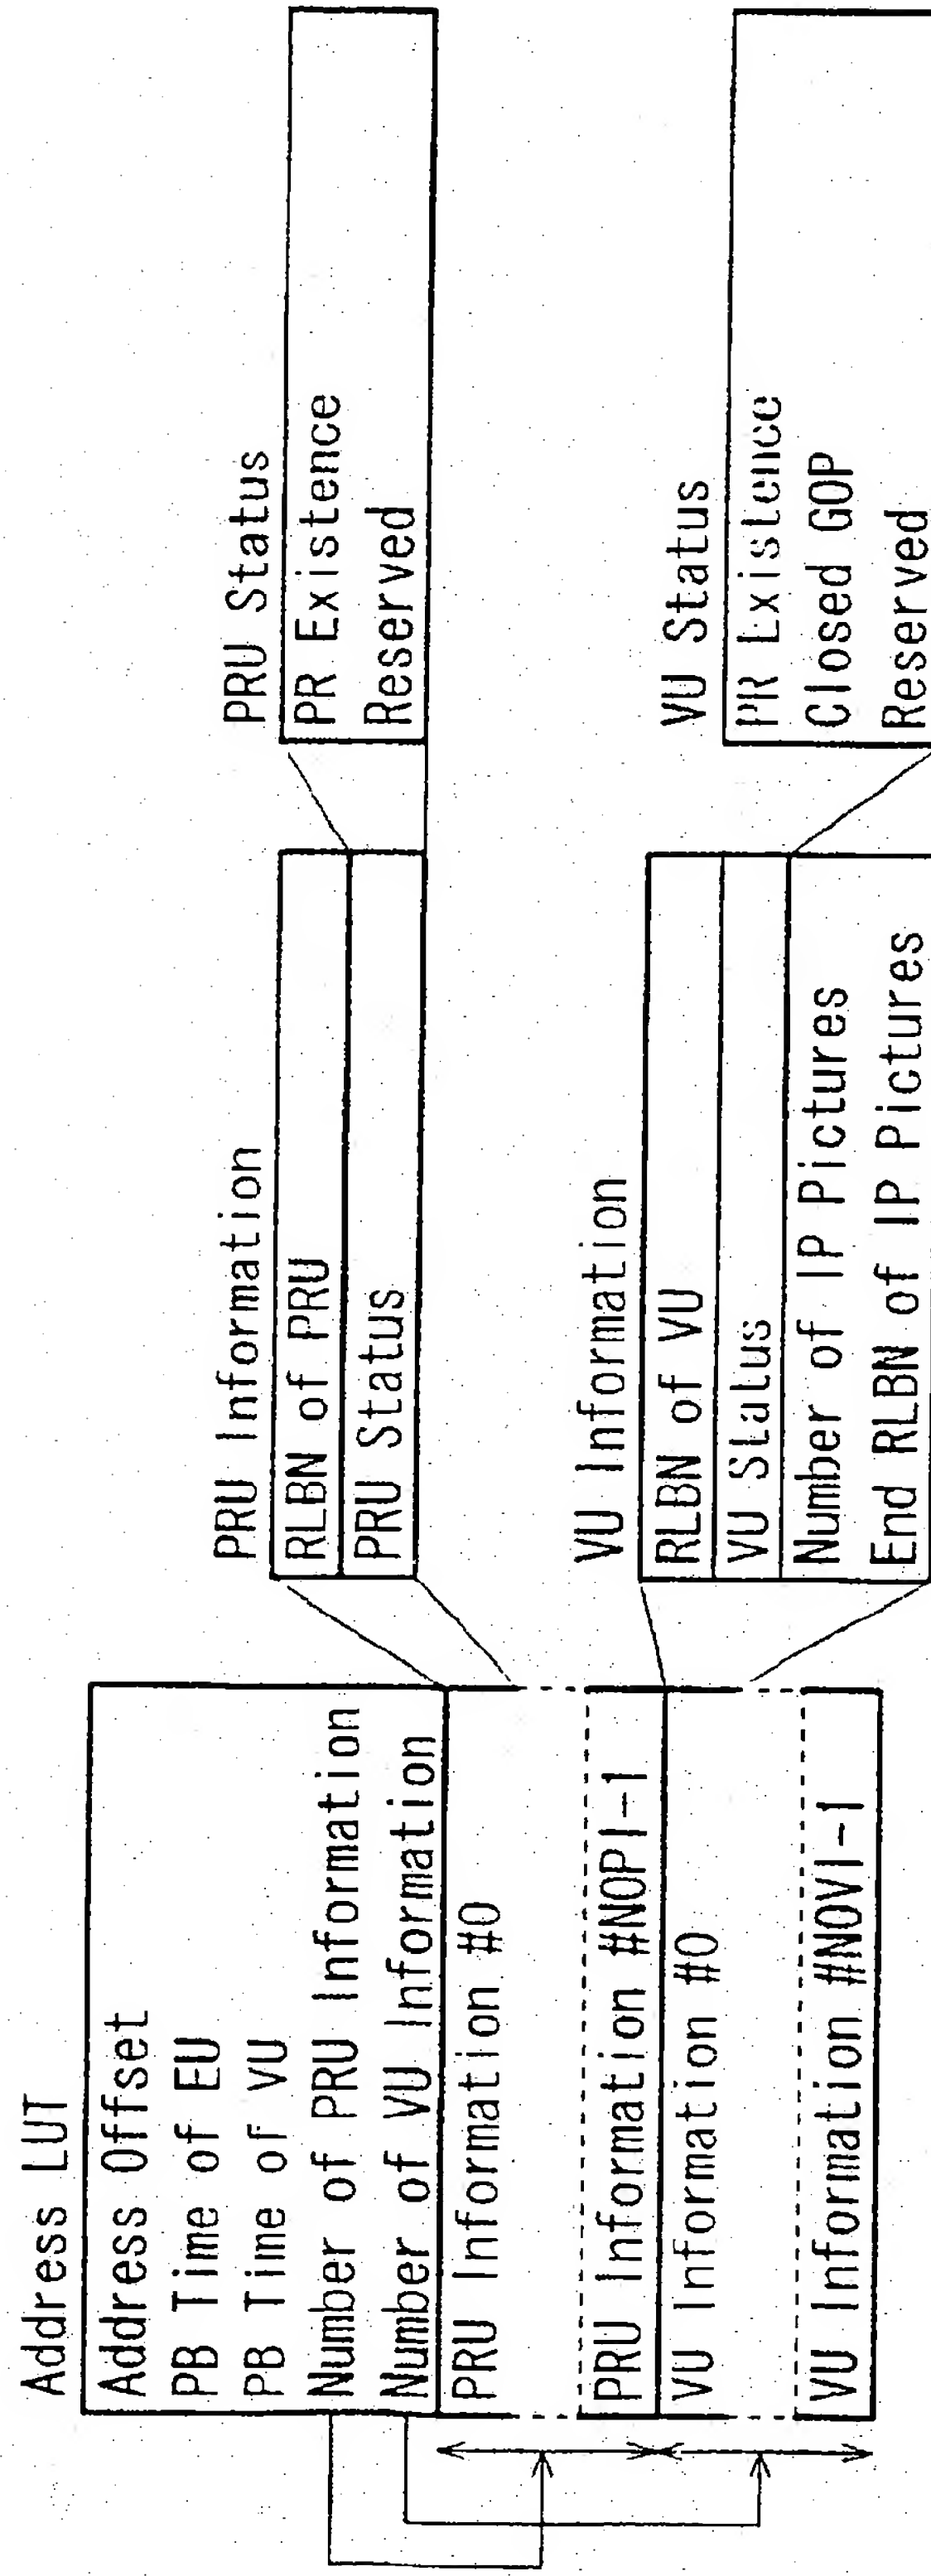 Address LUT
Address Offset
PB Time of EU
PB Time of VU
Number of PRU Information
Number of VU Information
PRU Information #0
PRU Information #NOPI-1
VU Information #0
VU Information #NOVI-1
PRU Information
RLBN of PRU
PRU Status
VU Information
RLBN of VU
VU Status
Number of IP Pictures
End RLBN of IP Pictures
PRU Status
PR Existence
Reserved
VU Status
PR Existence
Closed GOP
Reserved